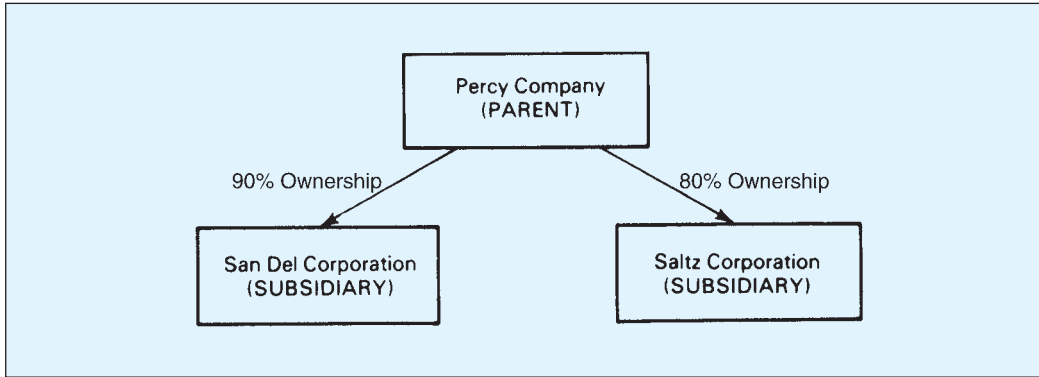 Percy Company
(PARENT)
90% Ownership
80% Ownership
San Del Corporation
(SUBSIDIARY)
Saltz Corporation
(SUBSIDIARY)